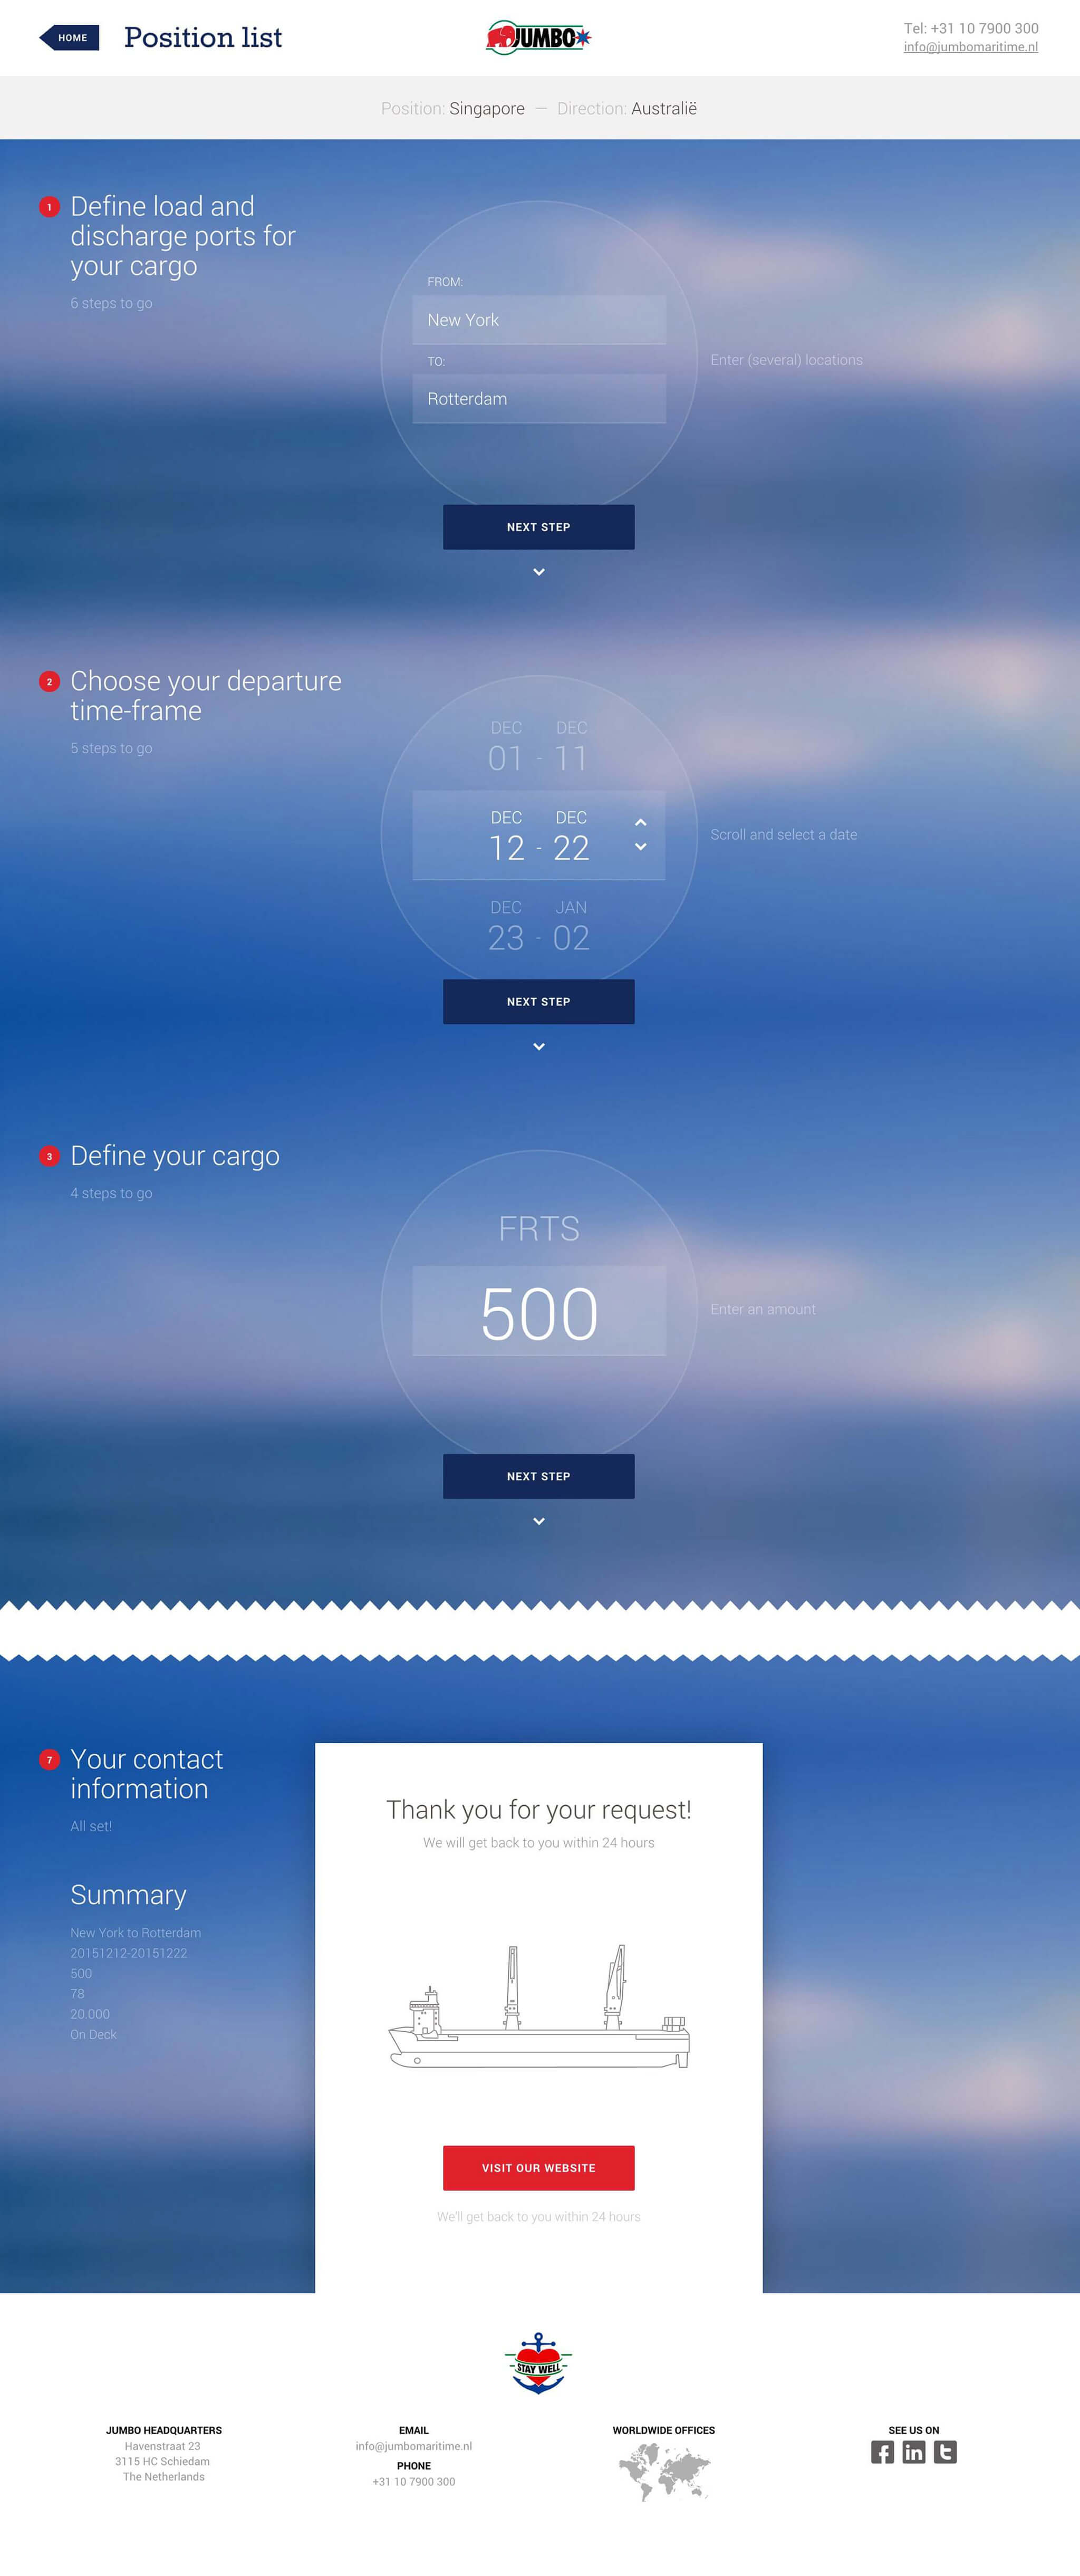 HOME
Position list
JUMBO
Tel: +31 10 7900 300
info@jumbomaritime.nl
Position: Singapore — Direction: Australië
1
Define load and
discharge ports for
your cargo
6 steps to go
FROM:
New York
TO:
Rotterdam
Enter (several) locations
NEXT STEP
2
Choose your departure
time-frame
5 steps to go
DEC DEC
01 - 11
DEC DEC
12 - 22
DEC JAN
23 - 02
Scroll and select a date
NEXT STEP
3
Define your cargo
4 steps to go
FRTS
500
Enter an amount
NEXT STEP
7
Your contact
information
All set!
Summary
New York to Rotterdam
20151212-20151222
500
78
20.000
On Deck
Thank you for your request!
We will get back to you within 24 hours
VISIT OUR WEBSITE
We'll get back to you within 24 hours
STAY WELL
JUMBO HEADQUARTERS
Havenstraat 23
3115 HC Schiedam
The Netherlands
EMAIL
info@jumbomaritime.nl
PHONE
+31 10 7900 300
WORLDWIDE OFFICES
SEE US ON